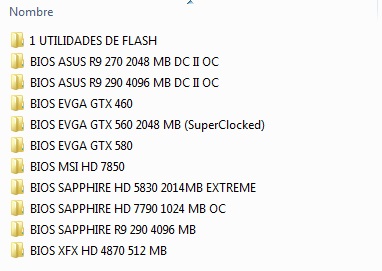 Nombre
1 UTILIDADES DE FLASH
BIOS ASUS R9 270 2048 MB DC II OC
BIOS ASUS R9 290 4096 MB DC II OC
BIOS EVGA GTX 460
BIOS EVGA GTX 560 2048 MB (SuperClocked)
BIOS EVGA GTX 580
BIOS MSI HD 7850
BIOS SAPPHIRE HD 5830 2014MB EXTREME
BIOS SAPPHIRE HD 7790 1024 MB OC
BIOS SAPPHIRE R9 290 4096 MB
BIOS XFX HD 4870 512 MB